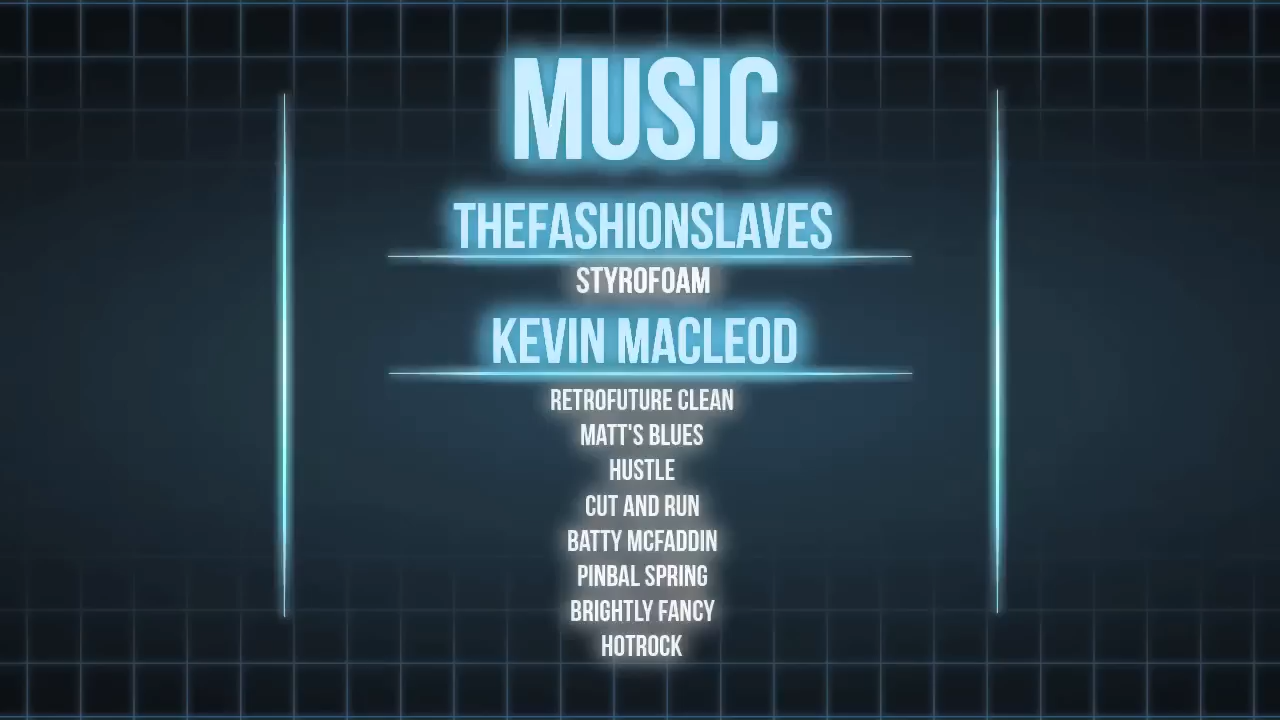 MUSIC
THEFASHIONSLAVES
STYROFOAM
KEVIN MACLEOD
RETROFUTURE CLEAN
MATT'S BLUES
HUSTLE
CUT AND RUN
BATTY MCFADDIN
PINBAL SPRING
BRIGHTLY FANCY
HOTROCK